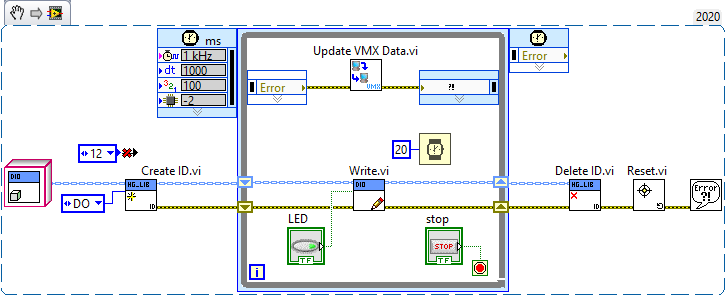 2020
ms
1 kHz
dt 1000
321 100
-2
Update VMX Data.vi
Error
VMX
?!
Error
20
12
Create ID.vi
Write.vi
Delete ID.vi
Reset.vi
DIO
HG_LIB
ID
DIO
HG_LIB
ID
Error
?!
DO
LED
TF
stop
STOP
TF
i